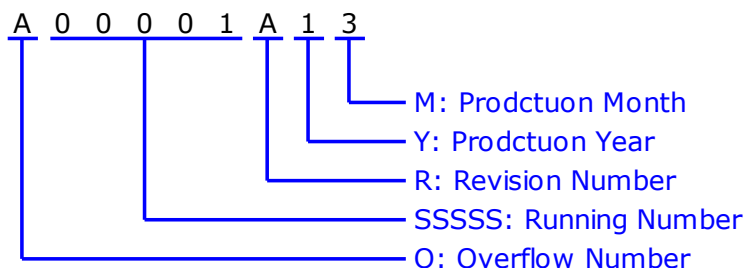 A 0 0 0 0 1 A 1 3
M: Prodctuon Month
Y: Prodctuon Year
R: Revision Number
SSSSS: Running Number
O: Overflow Number